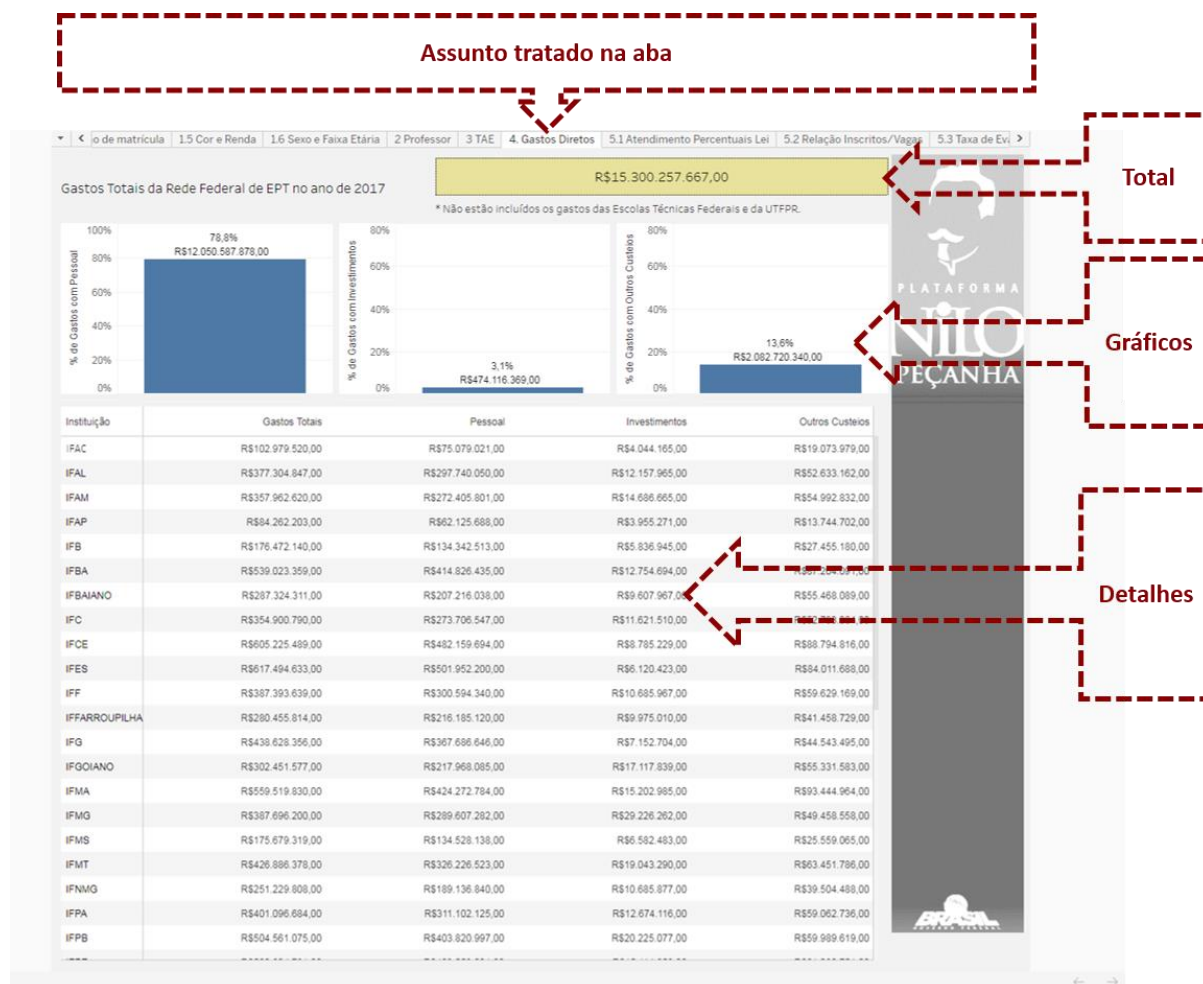 Assunto tratado na aba
o de matrícula 1.5 Cor e Renda 1.6 Sexo e Faixa Etária 2 Professor 3 TAE 4. Gastos Diretos 5.1 Atendimento Percentuais Lei 5.2 Relação Inscritos/Vagas 5.3 Taxa de Ev
Gastos Totais da Rede Federal de EPT no ano de 2017
R$15.300.257.667,00
* Não estão incluídos os gastos das Escolas Técnicas Federais e da UTFPR.
Total
% de Gastos com Pessoal
100%
80%
60%
40%
20%
0%
78,8%
R$12.050.587.878,00
% de Gastos com Investimentos
80%
60%
40%
20%
0%
3,1%
R$474.116.369,00
% de Gastos com Outros Custeios
80%
60%
40%
20%
0%
13,6%
R$2.082.720.340,00
PLATAFORMA
NILO
PEÇANHA
Gráficos
Instituição Gastos Totais Pessoal Investimentos Outros Custeios
IFAC R$102.979.520,00 R$75.079.021,00 R$4.044.165,00 R$19.073.979,00
IFAL R$377.304.847,00 R$297.740.050,00 R$12.157.965,00 R$52.633.162,00
IFAM R$357.962.620,00 R$272.405.801,00 R$14.686.665,00 R$54.992.832,00
IFAP R$84.262.203,00 R$62.125.688,00 R$3.955.271,00 R$13.744.702,00
IFB R$176.472.140,00 R$134.342.513,00 R$5.836.945,00 R$27.455.180,00
IFBA R$539.023.359,00 R$414.826.435,00 R$12.754.694,00
IFBAIANO R$287.324.311,00 R$207.216.038,00 R$9.607.967,00 R$55.468.089,00
IFC R$354.900.790,00 R$273.706.547,00 R$11.621.510,00
IFCE R$605.225.489,00 R$482.159.694,00 R$8.785.229,00 R$88.794.816,00
IFES R$617.494.633,00 R$501.952.200,00 R$6.120.423,00 R$84.011.688,00
IFF R$387.393.639,00 R$300.594.340,00 R$10.685.967,00 R$59.629.169,00
IFFARROUPILHA R$280.455.814,00 R$216.185.120,00 R$9.975.010,00 R$41.458.729,00
IFG R$438.628.356,00 R$367.686.646,00 R$7.152.704,00 R$44.543.495,00
IFGOIANO R$302.451.577,00 R$217.968.085,00 R$17.117.839,00 R$55.331.583,00
IFMA R$559.519.830,00 R$424.272.784,00 R$15.202.985,00 R$93.444.964,00
IFMG R$387.696.200,00 R$289.607.282,00 R$29.226.262,00 R$49.458.558,00
IFMS R$175.679.319,00 R$134.528.138,00 R$6.582.483,00 R$25.559.065,00
IFMT R$426.886.378,00 R$326.226.523,00 R$19.043.290,00 R$63.451.786,00
IFNMG R$251.229.808,00 R$189.136.840,00 R$10.685.877,00 R$39.504.488,00
IFPA R$401.096.684,00 R$311.102.125,00 R$12.674.116,00 R$59.062.736,00
IFPB R$504.561.075,00 R$403.820.997,00 R$20.225.077,00 R$59.989.619,00
Detalhes
BRASIL